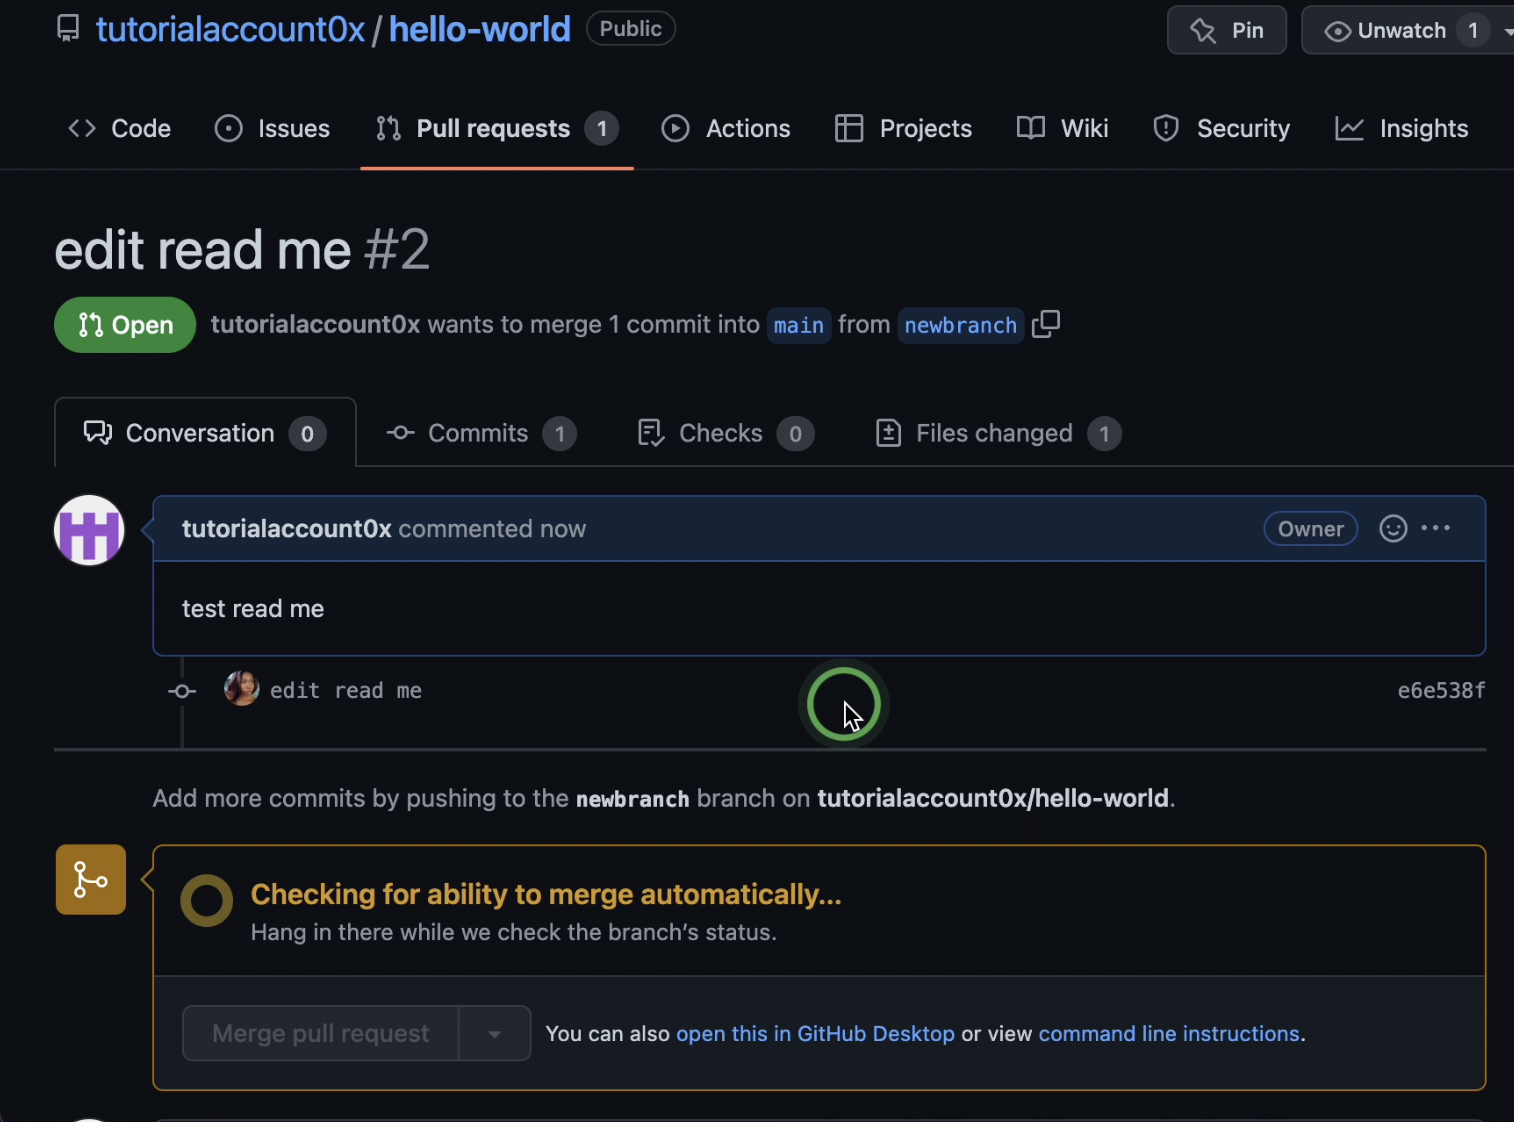 tutorialaccount0x / hello-world Public Pin Unwatch 1
Code Issues Pull requests 1 Actions Projects Wiki Security Insights
edit read me #2
Open tutorialaccount0x wants to merge 1 commit into main from newbranch
Conversation 0 Commits 1 Checks 0 Files changed 1
tutorialaccount0x commented now Owner
test read me
edit read me e6e538f
Add more commits by pushing to the newbranch branch on tutorialaccount0x/hello-world.
Checking for ability to merge automatically...
Hang in there while we check the branch's status.
Merge pull request You can also open this in GitHub Desktop or view command line instructions.